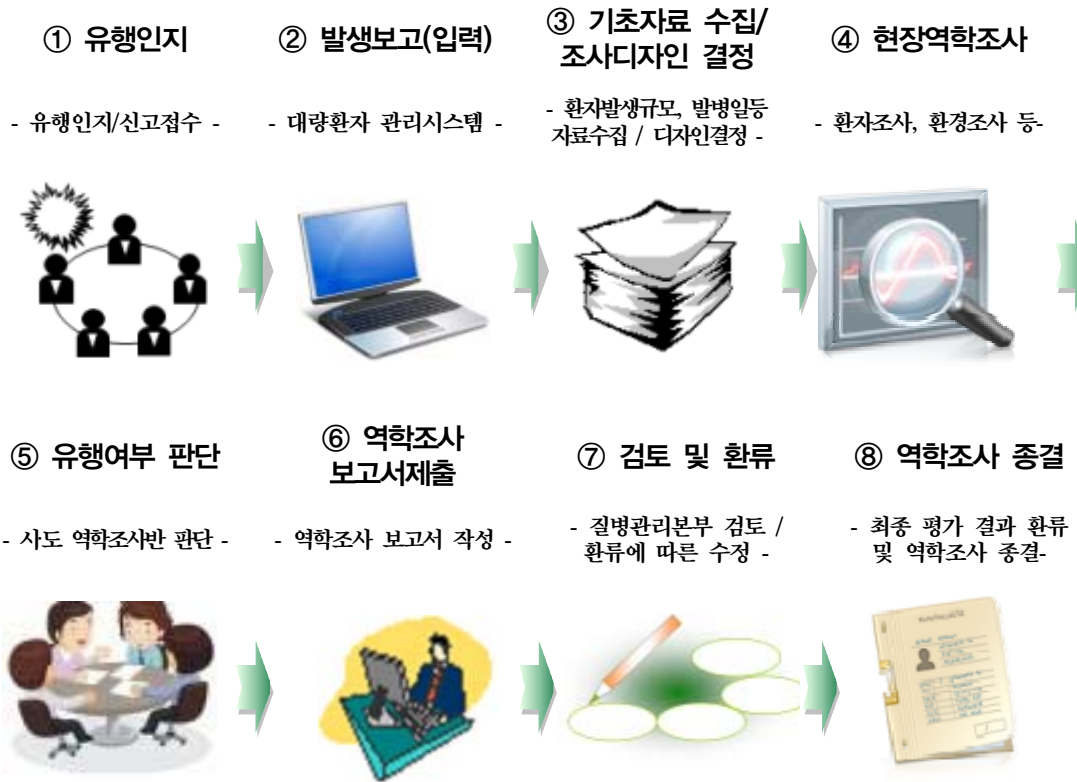 ① 유행인지
② 발생보고(입력)
③ 기초자료 수집/
조사디자인 결정
④ 현장역학조사
- 유행인지/신고접수 -
- 대량환자 관리시스템 -
- 환자발생규모, 발병일등
자료수집 / 디자인결정 -
- 환자조사, 환경조사 등-
⑤ 유행여부 판단
⑥ 역학조사
보고서제출
⑦ 검토 및 환류
⑧ 역학조사 종결
- 시도 역학조사반 판단 -
- 역학조사 보고서 작성 -
- 질병관리본부 검토 /
환류에 따른 수정 -
- 최종 평가 결과 환류
및 역학조사 종결-